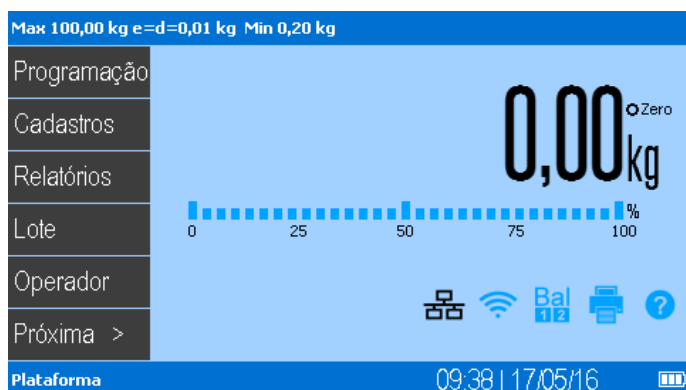 Max 100,00 kg e=d=0,01 kg Min 0,20 kg
Programação
Cadastros
Relatórios
Lote
Operador
Próxima >
0,00 kg
Zero
%
0 25 50 75 100
Bal
1 2
?
Plataforma
09:38 | 17/05/16